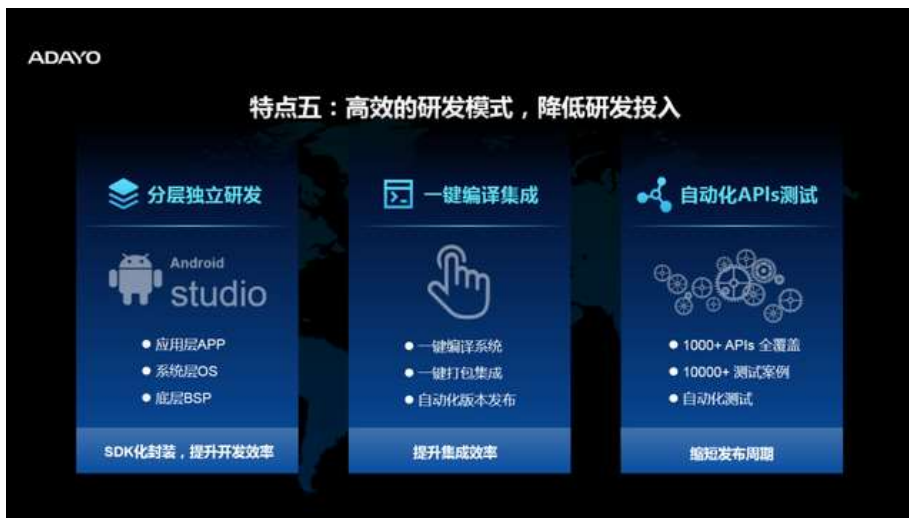 ADAYO
特点五：高效的研发模式，降低研发投入
分层独立研发
Android
studio
应用层APP
系统层OS
底层BSP
SDK化封装，提升开发效率
一键编译集成
一键编译系统
一键打包集成
自动化版本发布
提升集成效率
自动化APIs测试
1000+ APIs 全覆盖
10000+ 测试案例
自动化测试
缩短发布周期